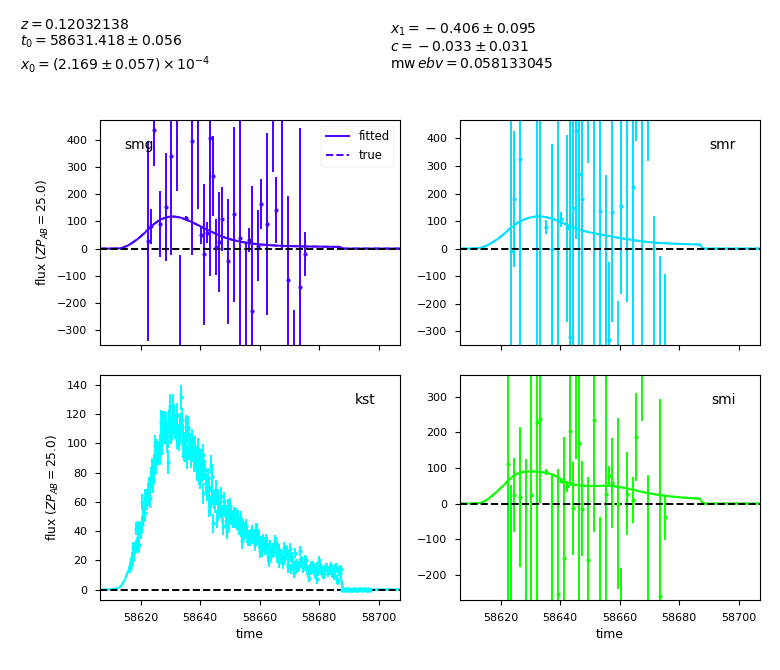 z = 0.12032138
t₀ = 58631.418 ± 0.056
x₀ = (2.169 ± 0.057) × 10⁻⁴
x₁ = −0.406 ± 0.095
c = −0.033 ± 0.031
mw ebv = 0.058133045
smg
fitted
true
400
300
200
100
0
−100
−200
−300
flux (ZP_AB = 25.0)
smr
400
300
200
100
0
−100
−200
−300
kst
140
120
100
80
60
40
20
0
flux (ZP_AB = 25.0)
58620 58640 58660 58680 58700
time
smi
300
200
100
0
−100
−200
58620 58640 58660 58680 58700
time